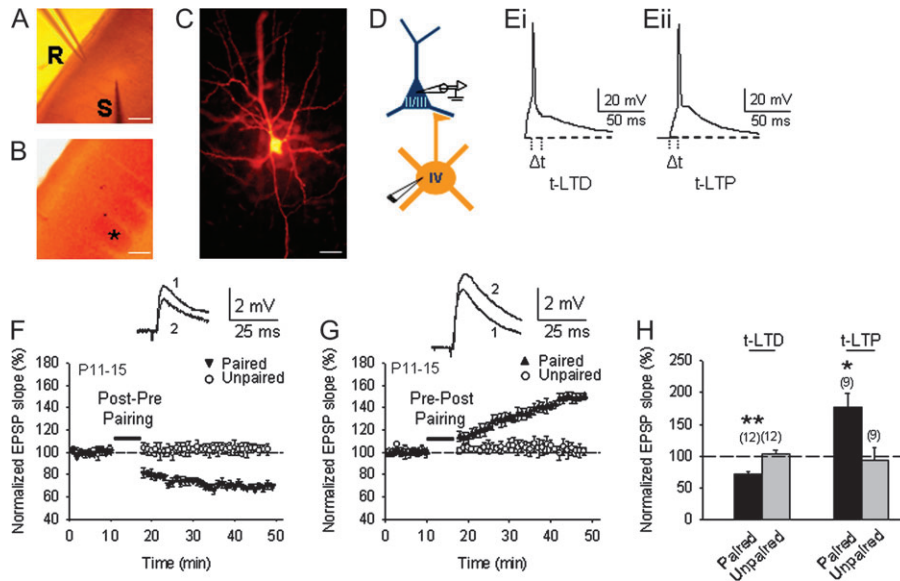 A
R
S
B
*
C
D
II/III
IV
Ei
20 mV
50 ms
Δt
t-LTD
Eii
20 mV
50 ms
Δt
t-LTP
F
1
2
2 mV
25 ms
P11-15
Paired
Unpaired
Post-Pre
Pairing
Normalized EPSP slope (%)
160
140
120
100
80
60
40
0 10 20 30 40 50
Time (min)
G
2
1
2 mV
25 ms
P11-15
Paired
Unpaired
Pre-Post
Pairing
Normalized EPSP slope (%)
160
140
120
100
80
60
40
0 10 20 30 40 50
Time (min)
H
t-LTD t-LTP
Normalized EPSP slope (%)
250
200
150
100
50
0
**
(12) (12)
*
(9)
(9)
Paired
Unpaired
Paired
Unpaired